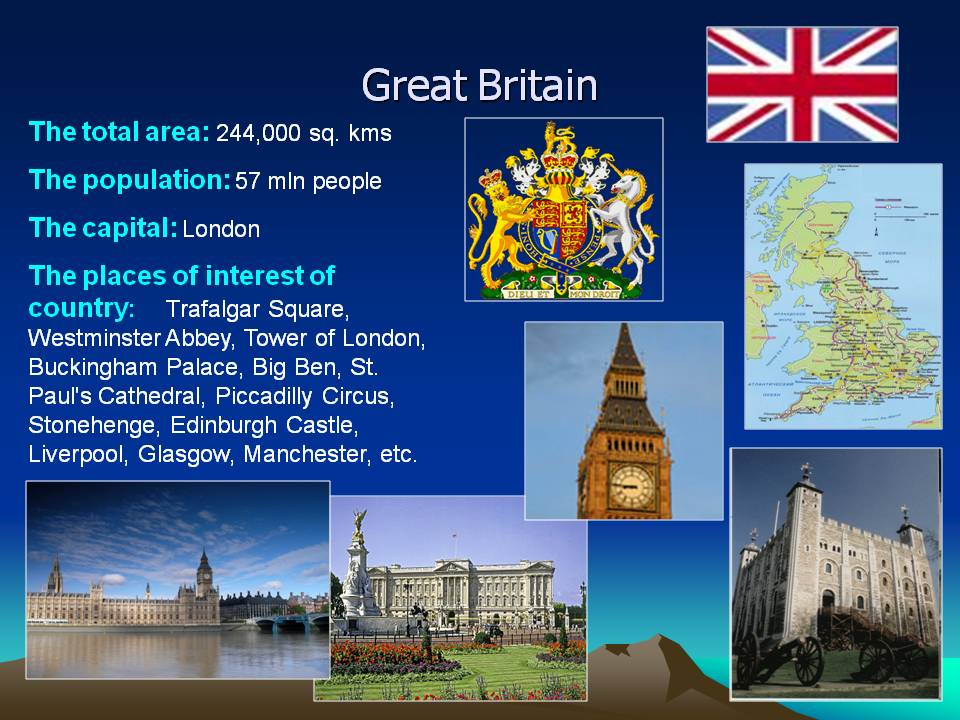 Great Britain
The total area: 244,000 sq. kms
The population: 57 mln people
The capital: London
The places of interest of
country: Trafalgar Square,
Westminster Abbey, Tower of London,
Buckingham Palace, Big Ben, St.
Paul's Cathedral, Piccadilly Circus,
Stonehenge, Edinburgh Castle,
Liverpool, Glasgow, Manchester, etc.
DIEU ET MON DROIT